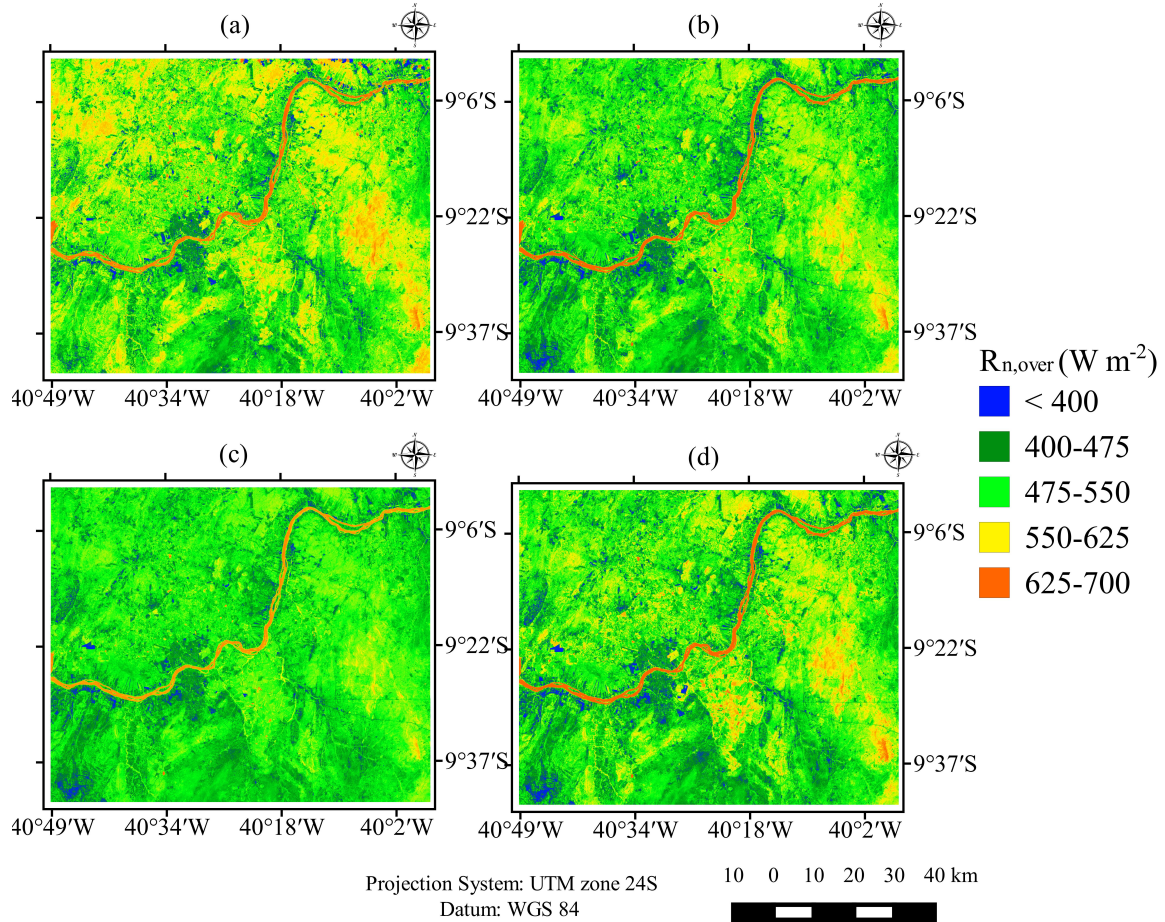 (a)
(b)
9°6′S
9°6′S
9°22′S
9°22′S
9°37′S
9°37′S
40°49′W 40°34′W 40°18′W 40°2′W
40°49′W 40°34′W 40°18′W 40°2′W
Rn,over (W m-2)
< 400
400-475
475-550
550-625
625-700
(c)
(d)
9°6′S
9°6′S
9°22′S
9°22′S
9°37′S
9°37′S
40°49′W 40°34′W 40°18′W 40°2′W
40°49′W 40°34′W 40°18′W 40°2′W
Projection System: UTM zone 24S
Datum: WGS 84
10 0 10 20 30 40 km